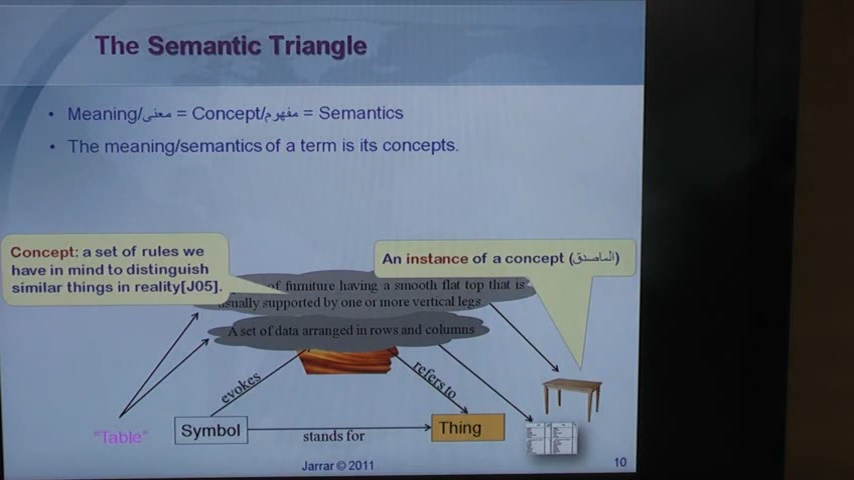 The Semantic Triangle
• Meaning/معنى = Concept/مفهوم = Semantics
• The meaning/semantics of a term is its concepts.
Concept: a set of rules we
have in mind to distinguish
similar things in reality[J05].
An instance of a concept (الماصدق)
of furniture having a smooth flat top that is
usually supported by one or more vertical legs
A set of data arranged in rows and columns
evokes
refers to
"Table"
Symbol
stands for
Thing
Jarrar © 2011
10